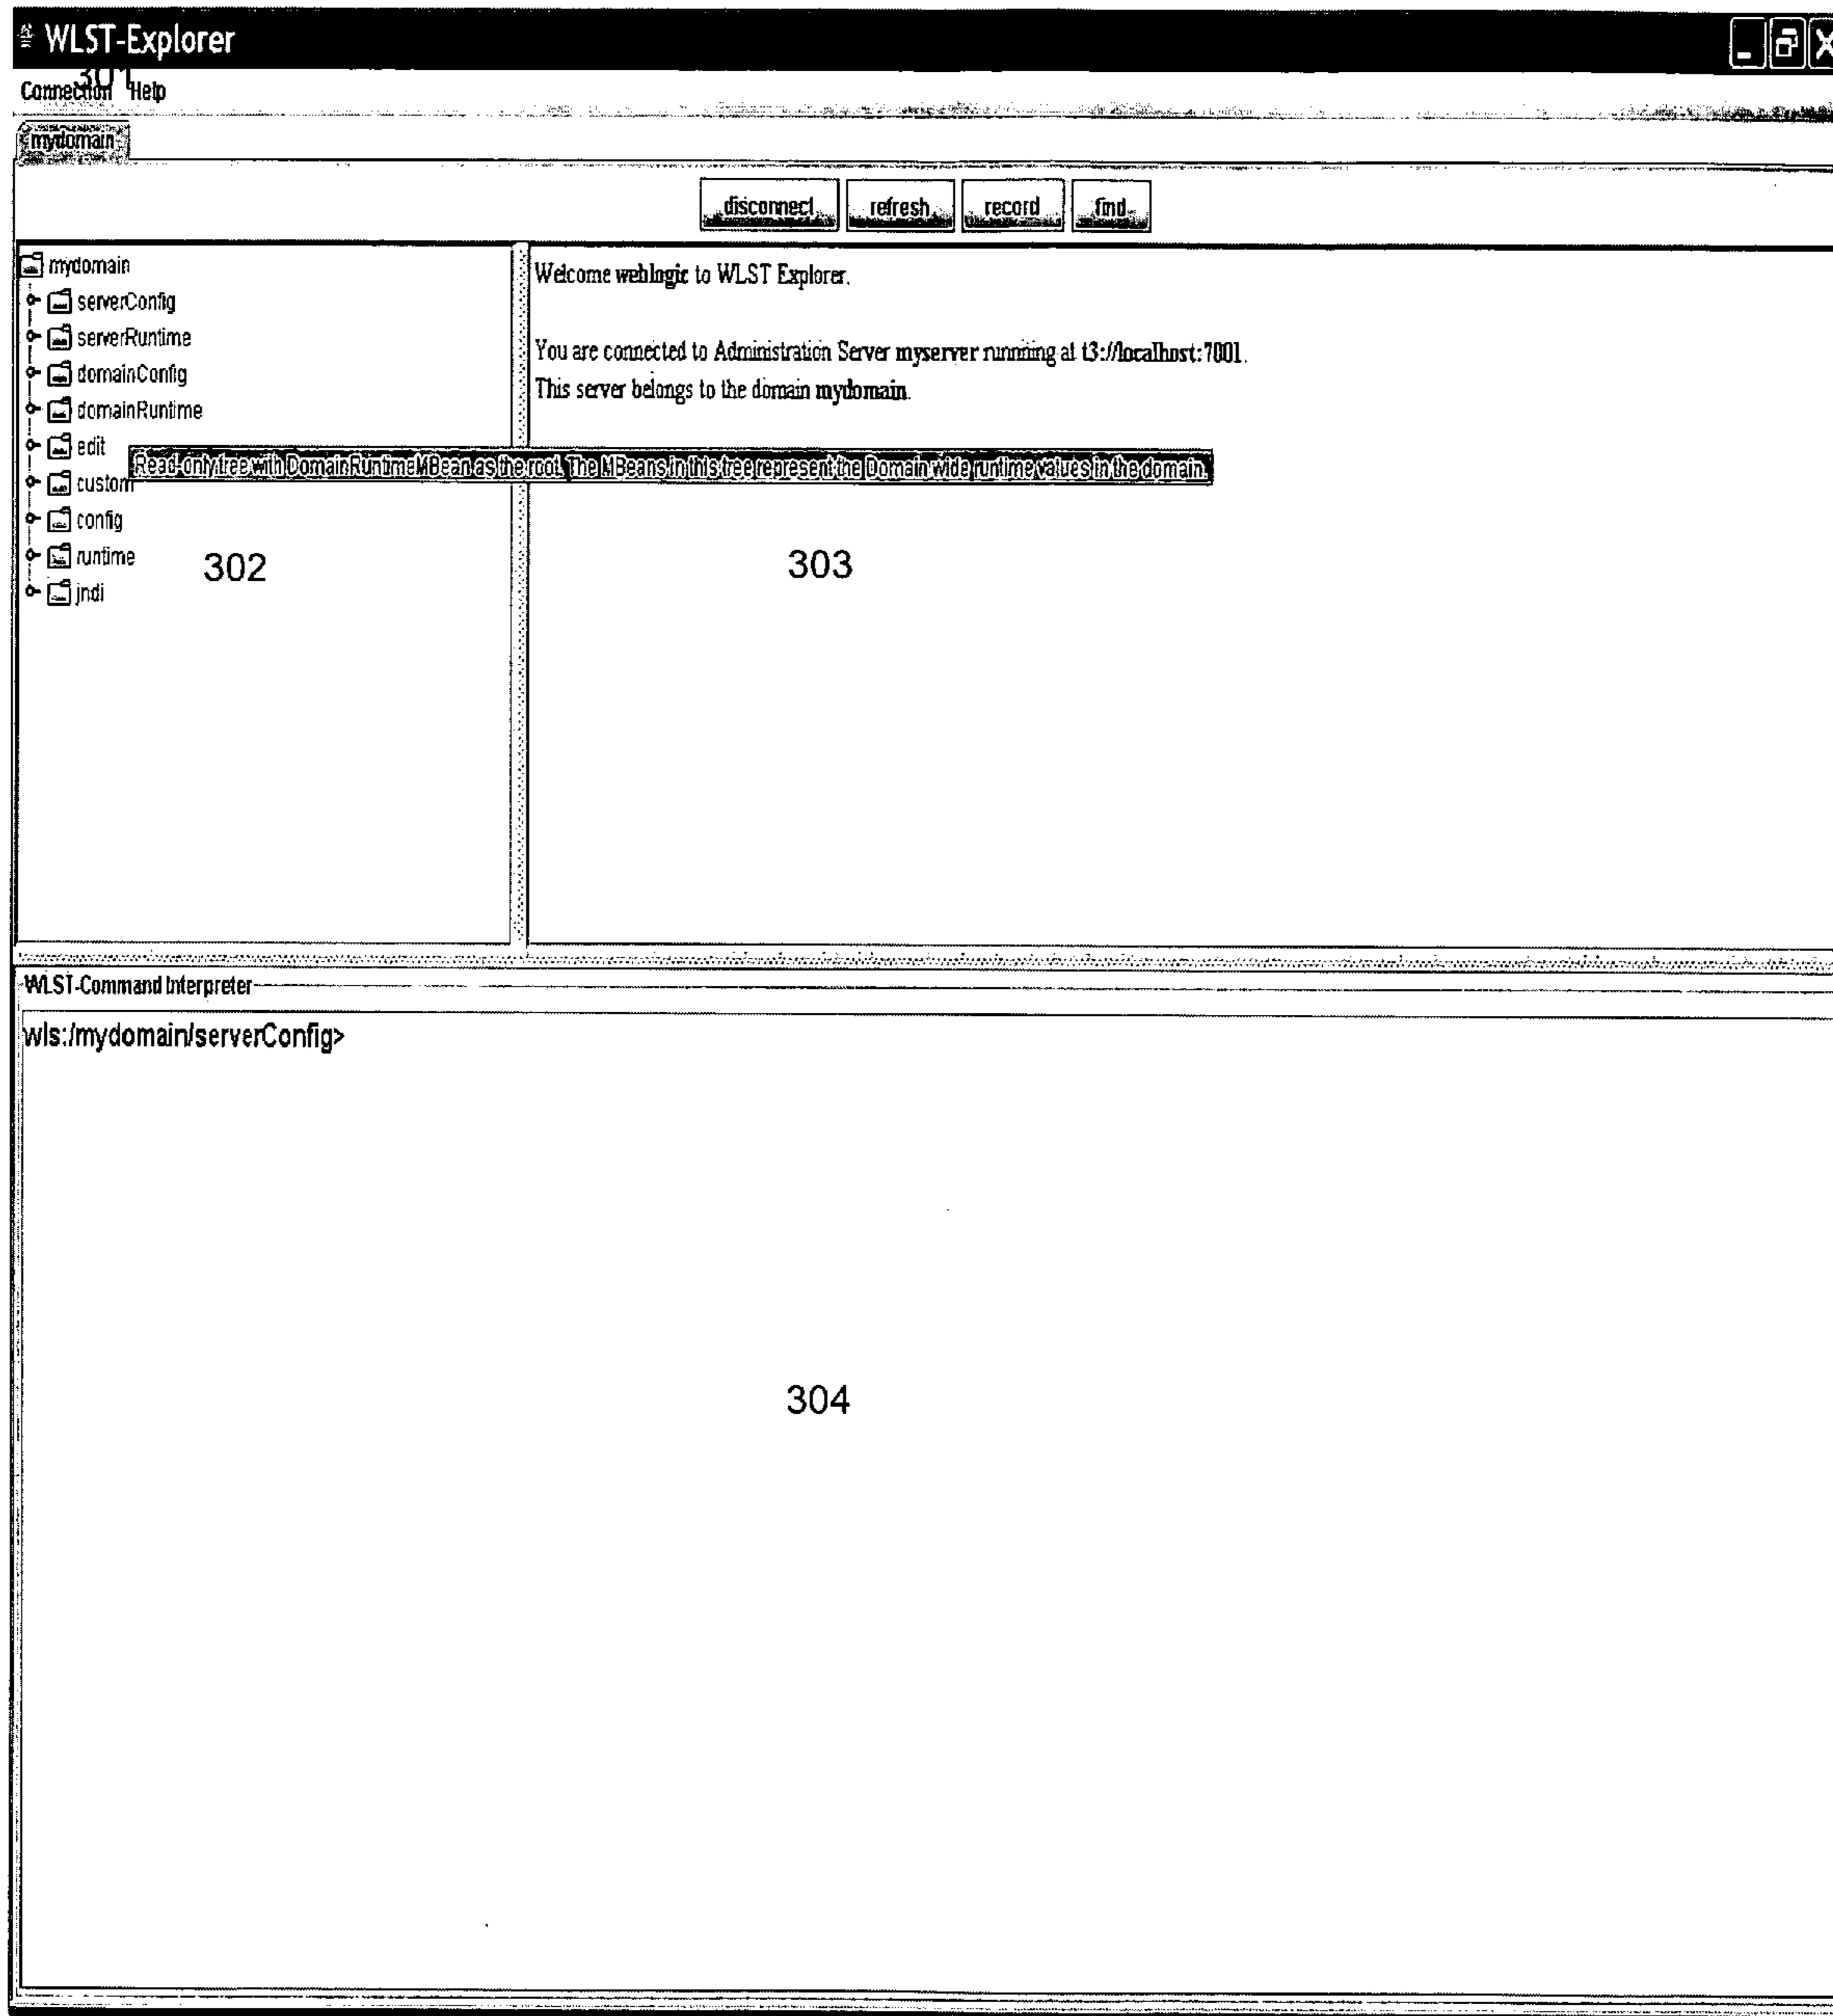 WLST-Explorer
301
Connection Help
mydomain
disconnect refresh record find
mydomain
serverConfig
serverRuntime
domainConfig
domainRuntime
edit
custom
config
runtime
jndi
302
Welcome weblogic to WLST Explorer.
You are connected to Administration Server myserver running at t3://localhost:7001.
This server belongs to the domain mydomain.
Read-only tree with DomainRuntimeMBean as the root. The MBeans in this tree represent the Domain wide runtime values in the domain.
303
WLST-Command Interpreter
wls:/mydomain/serverConfig>
304